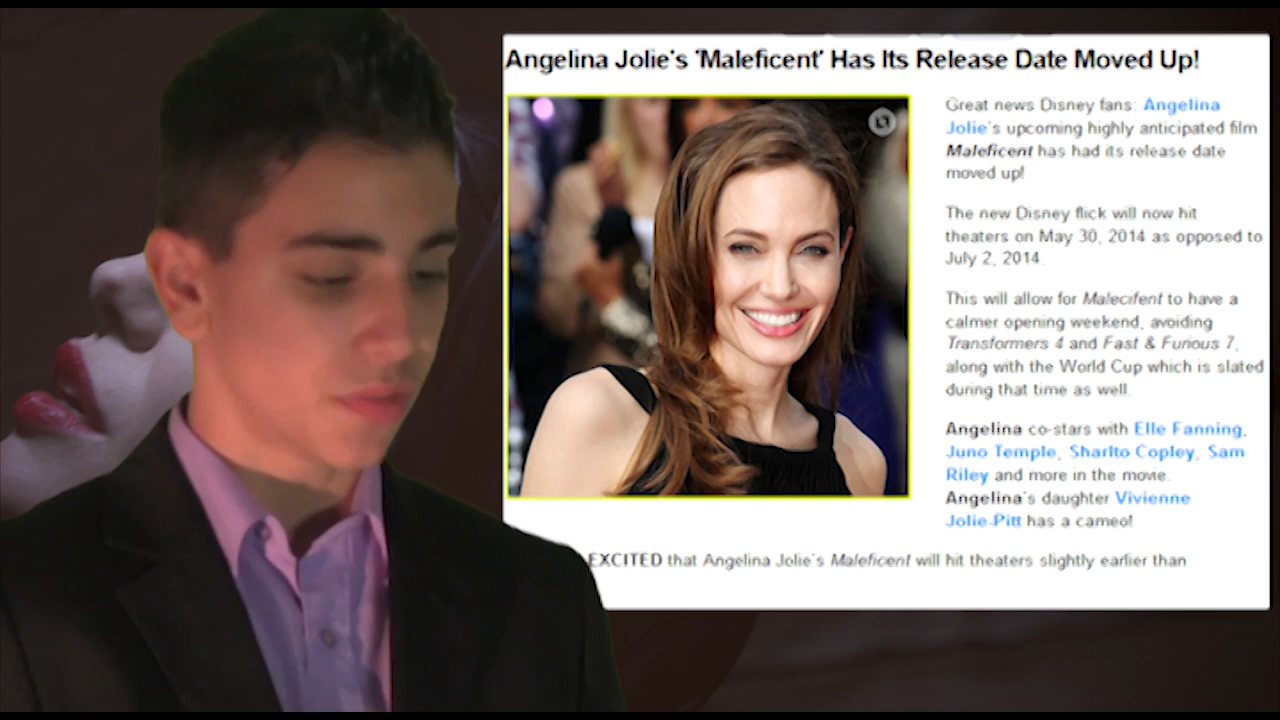 Angelina Jolie's 'Maleficent' Has Its Release Date Moved Up!
Great news Disney fans: Angelina
Jolie's upcoming highly anticipated film
Maleficent has had its release date
moved up!
The new Disney flick will now hit
theaters on May 30, 2014 as opposed to
July 2, 2014.
This will allow for Malecifent to have a
calmer opening weekend, avoiding
Transformers 4 and Fast & Furious 7,
along with the World Cup which is slated
during that time as well.
Angelina co-stars with Elle Fanning,
Juno Temple, Sharlto Copley, Sam
Riley and more in the movie.
Angelina's daughter Vivienne
Jolie-Pitt has a cameo!
EXCITED that Angelina Jolie's Maleficent will hit theaters slightly earlier than